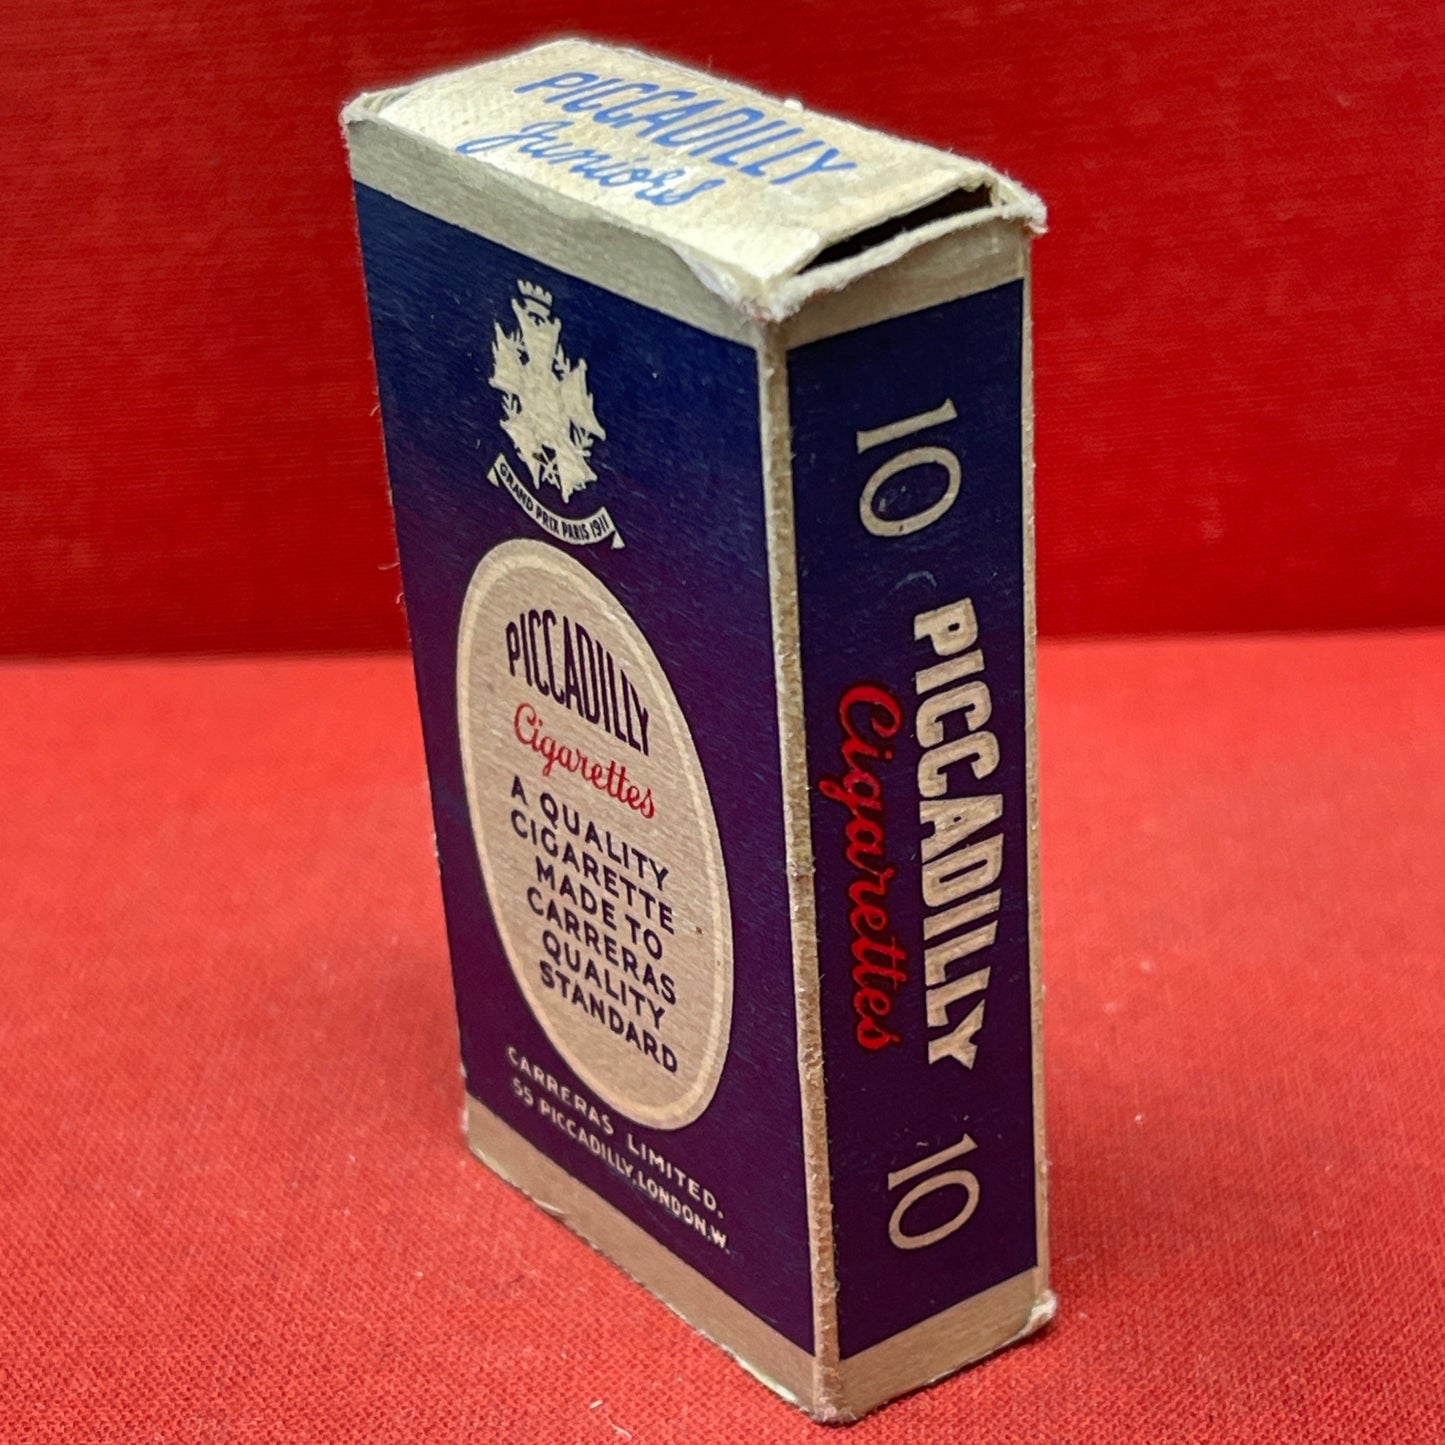 PICCADILLY
Juniors
GRAND PRIX PARIS 1911
PICCADILLY
Cigarettes
A QUALITY
CIGARETTE
MADE TO
CARRERAS
QUALITY
STANDARD
CARRERAS LIMITED.
55 PICCADILLY, LONDON.W.
10
PICCADILLY
Cigarettes
10